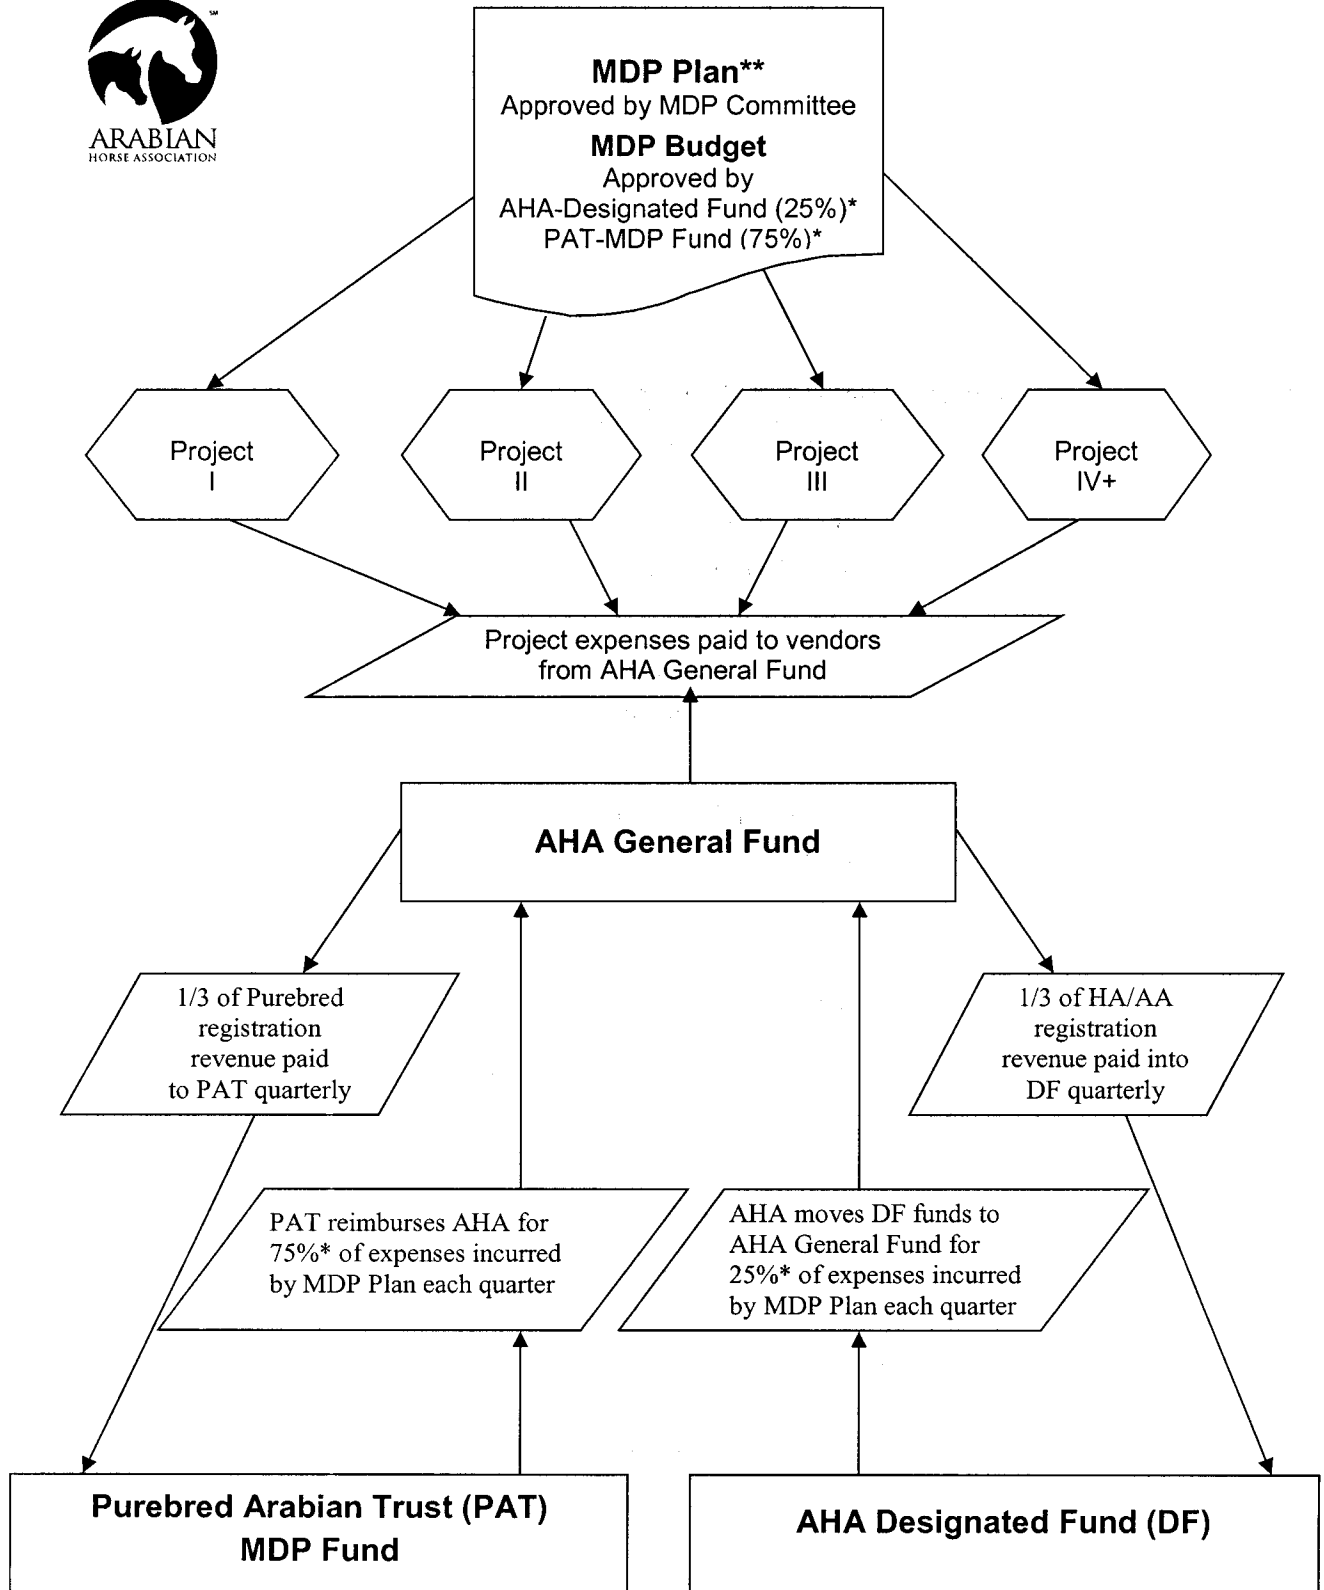 SM
ARABIAN
HORSE ASSOCIATION
MDP Plan**
Approved by MDP Committee
MDP Budget
Approved by
AHA-Designated Fund (25%)*
PAT-MDP Fund (75%)*
Project
I
Project
II
Project
III
Project
IV+
Project expenses paid to vendors
from AHA General Fund
AHA General Fund
1/3 of Purebred
registration
revenue paid
to PAT quarterly
1/3 of HA/AA
registration
revenue paid into
DF quarterly
PAT reimburses AHA for
75%* of expenses incurred
by MDP Plan each quarter
AHA moves DF funds to
AHA General Fund for
25%* of expenses incurred
by MDP Plan each quarter
Purebred Arabian Trust (PAT)
MDP Fund
AHA Designated Fund (DF)